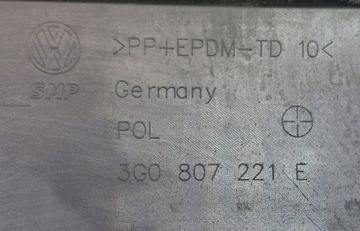 >PP+EPDM-TD 10<
SMP
Germany
POL
3G0 807 221 E